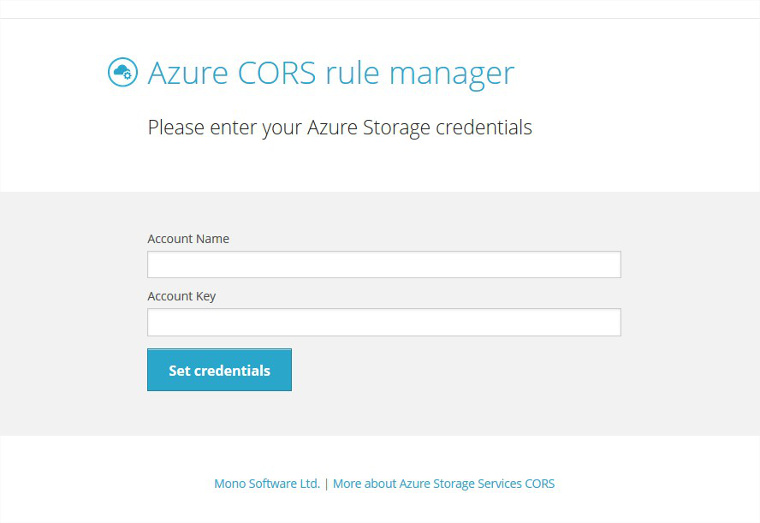 Azure CORS rule manager
Please enter your Azure Storage credentials
Account Name
Account Key
Set credentials
Mono Software Ltd. | More about Azure Storage Services CORS